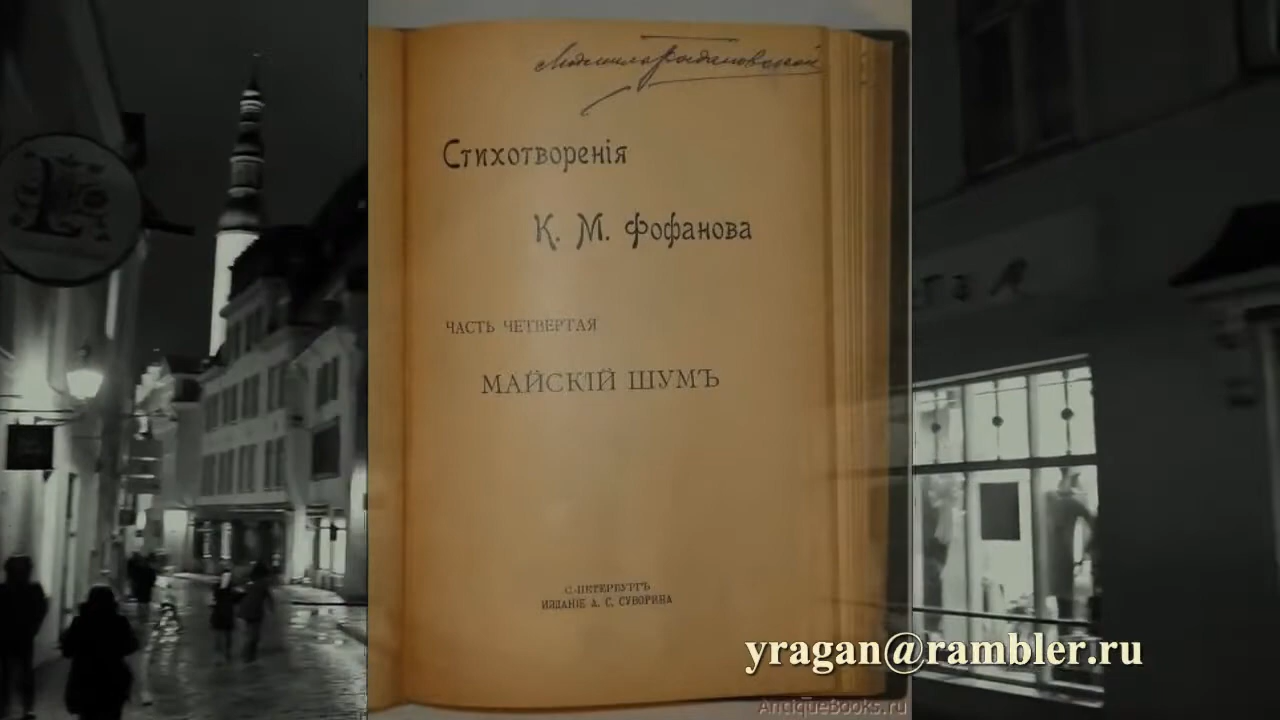 Стихотворенія
К. М. Фофанова
ЧАСТЬ ЧЕТВЕРТАЯ
МАЙСКІЙ ШУМЪ
С.-ПЕТЕРБУРГЪ
ИЗДАНІЕ А. С. СУВОРИНА
yragan@rambler.ru
AntiqueBooks.ru